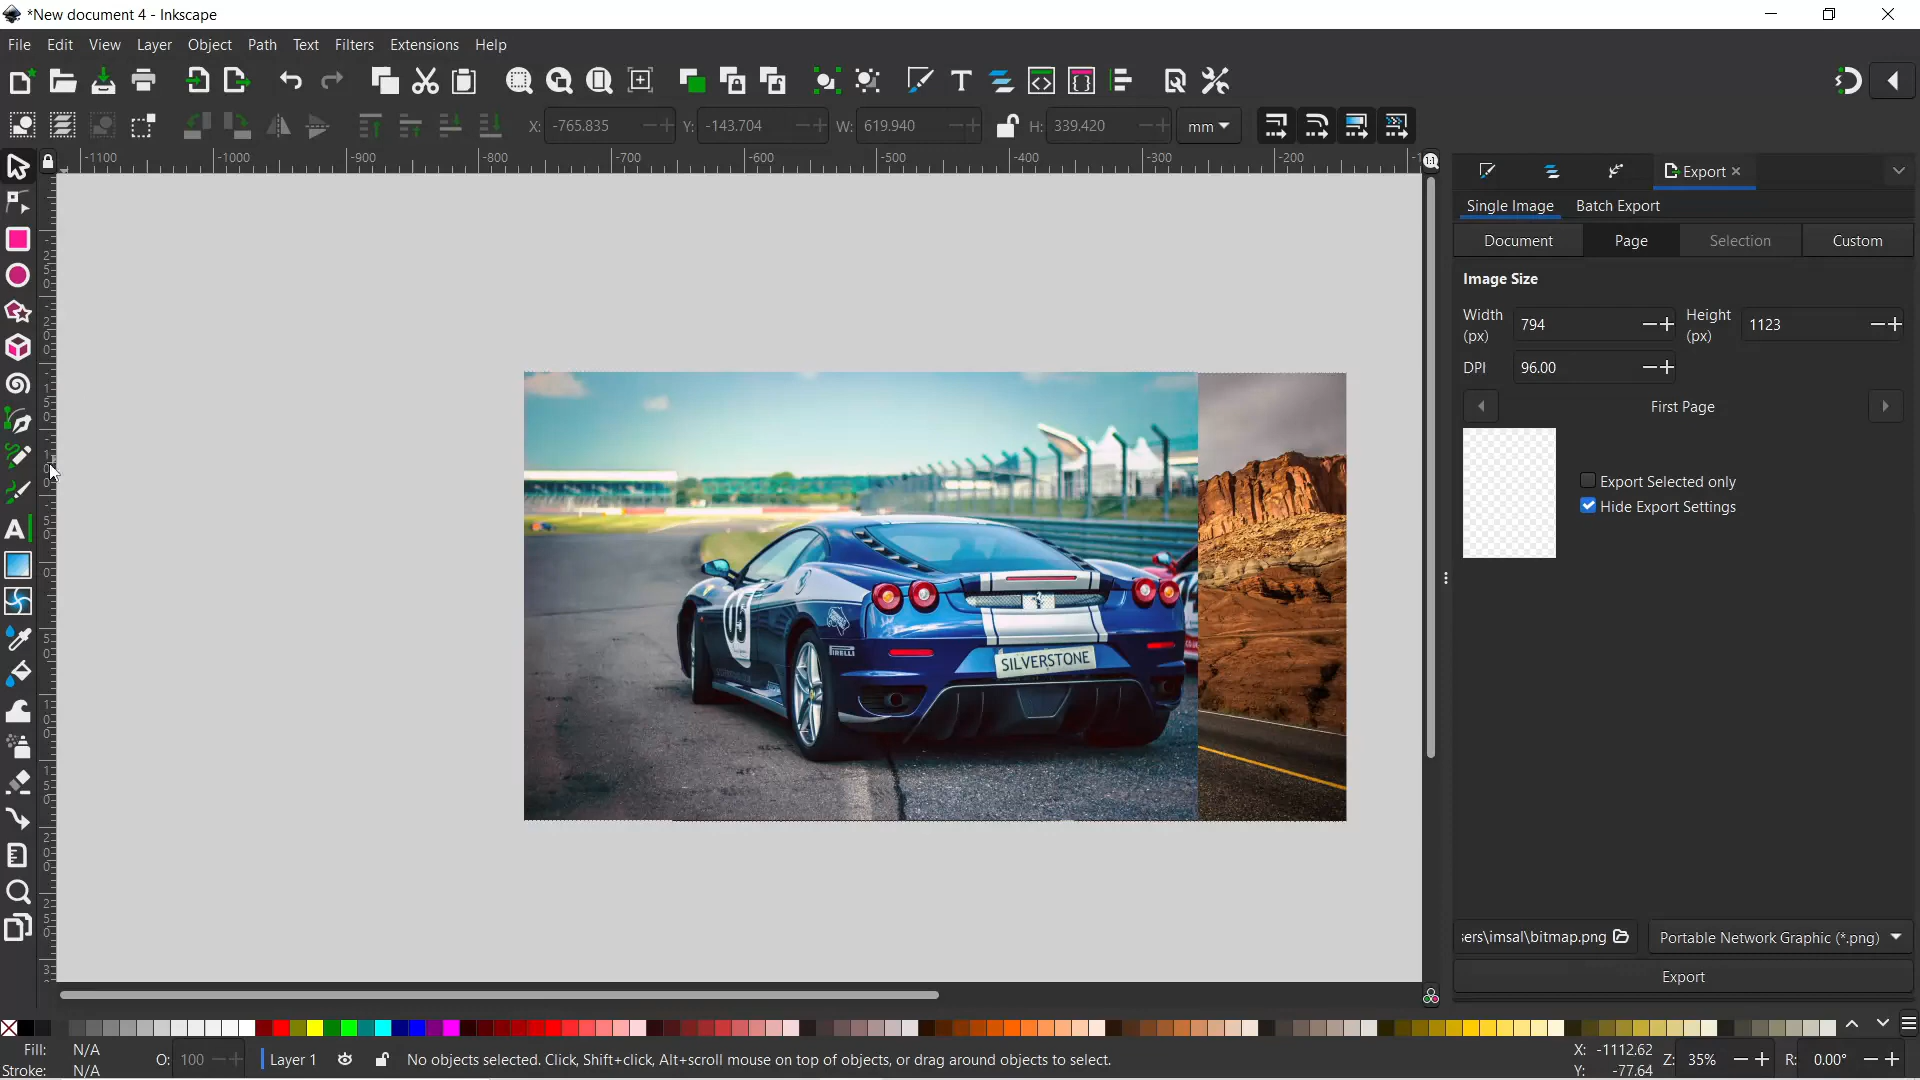 *New document 4 - Inkscape
File Edit View Layer Object Path Text Filters Extensions Help
X: -765.835 Y: -143.704 W: 619.940 H: 339.420 mm
-1100 -1000 -900 -800 -700 -600 -500 -400 -300 -200
Export
Single Image Batch Export
Document Page Selection Custom
Image Size
Width (px) 794 Height (px) 1123
DPI 96.00
First Page
Export Selected only
Hide Export Settings
SILVERSTONE
PIRELLI
sers\imsal\bitmap.png Portable Network Graphic (*.png)
Export
Fill: N/A
Stroke: N/A
O: 100
Layer 1
No objects selected. Click, Shift+click, Alt+scroll mouse on top of objects, or drag around objects to select.
X: -1112.62
Y: -77.64
Z: 35%
R: 0.00°